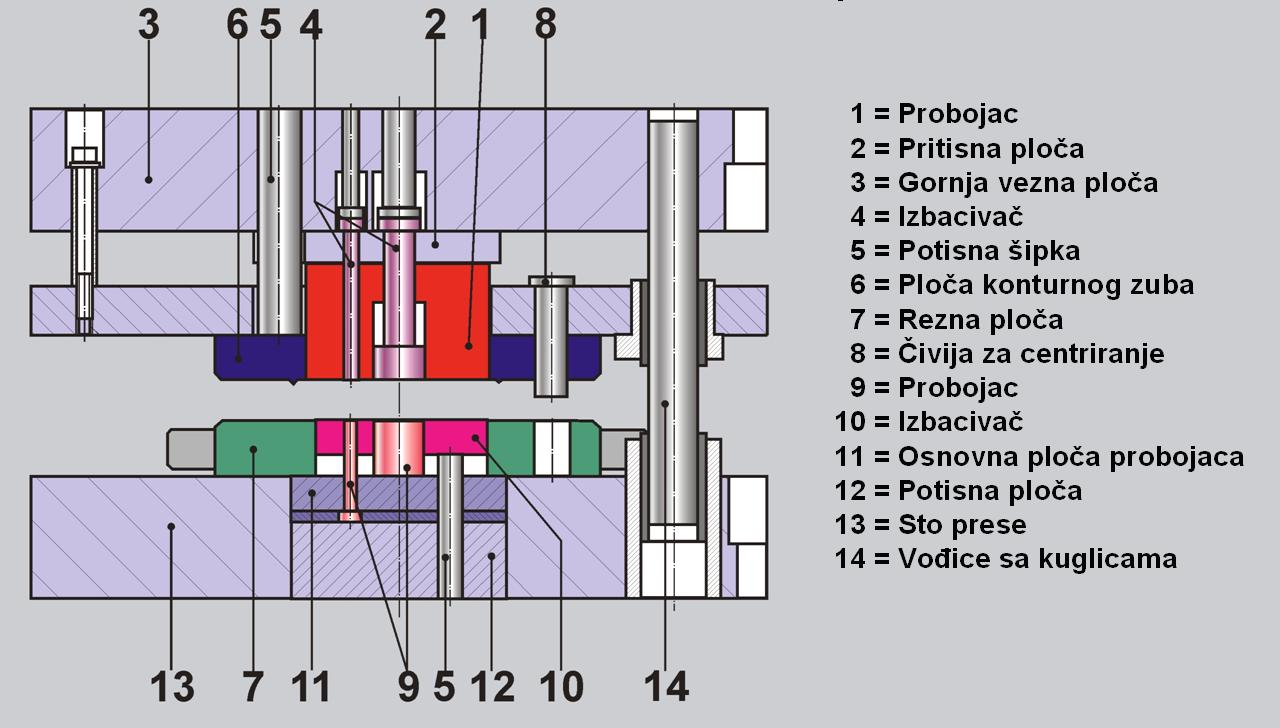 3 6 5 4 2 1 8
1 = Probojac
2 = Pritisna ploča
3 = Gornja vezna ploča
4 = Izbacivač
5 = Potisna šipka
6 = Ploča konturnog zuba
7 = Rezna ploča
8 = Čivija za centriranje
9 = Probojac
10 = Izbacivač
11 = Osnovna ploča probojaca
12 = Potisna ploča
13 = Sto prese
14 = Vođice sa kuglicama
13 7 11 9 5 12 10 14